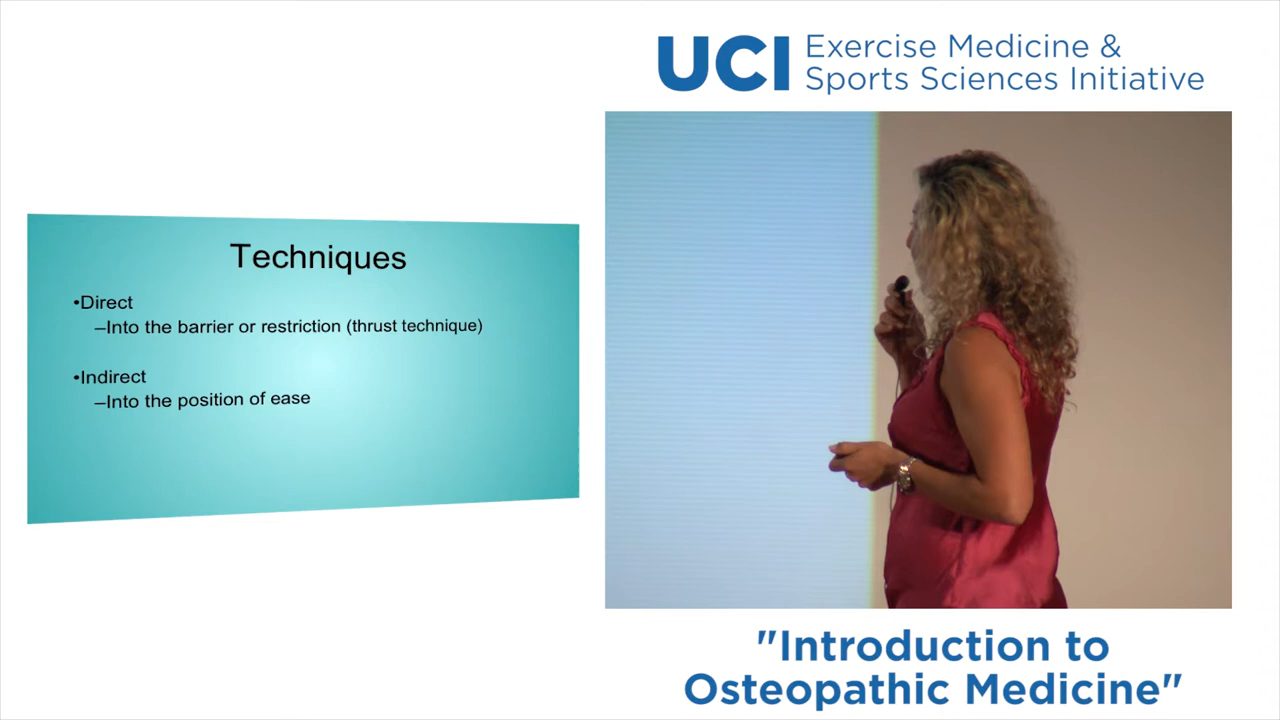 UCI Exercise Medicine &
Sports Sciences Initiative
Techniques
•Direct
–Into the barrier or restriction (thrust technique)
•Indirect
–Into the position of ease
"Introduction to
Osteopathic Medicine"